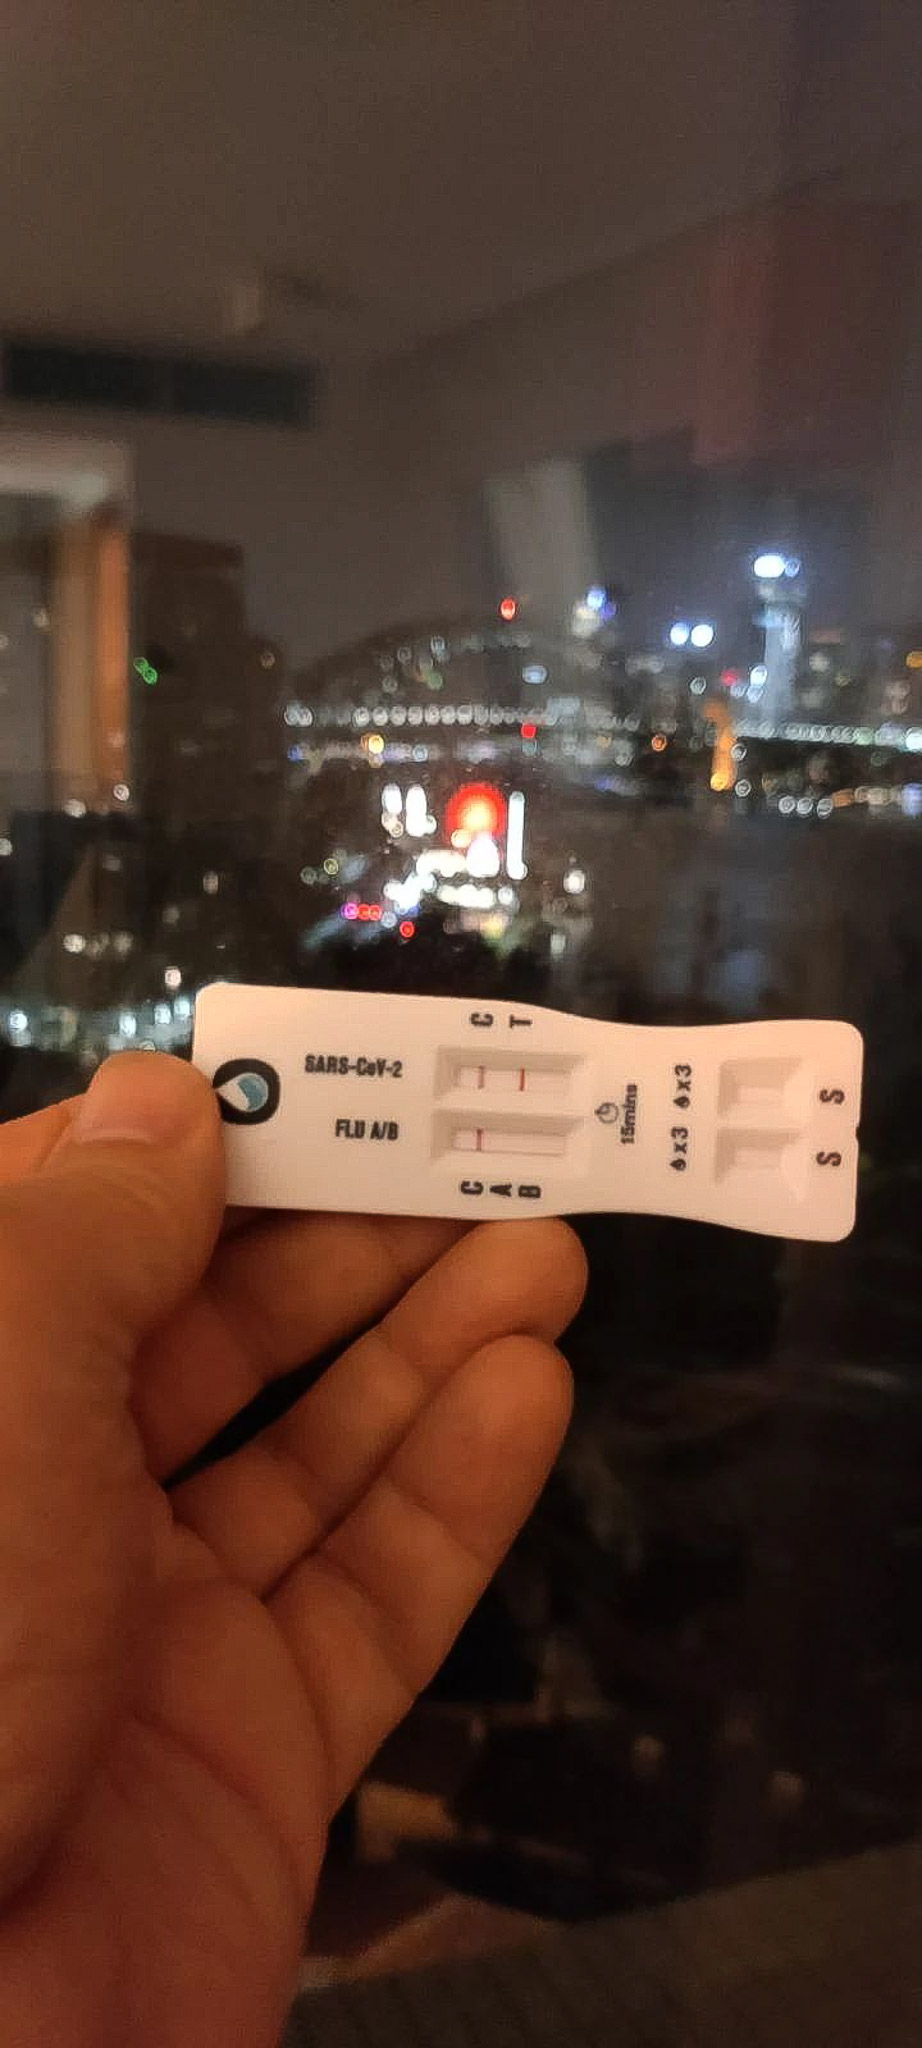 C T
SARS-CoV-2
FLU A/B
C A B
15mins
x3
x3
S
S